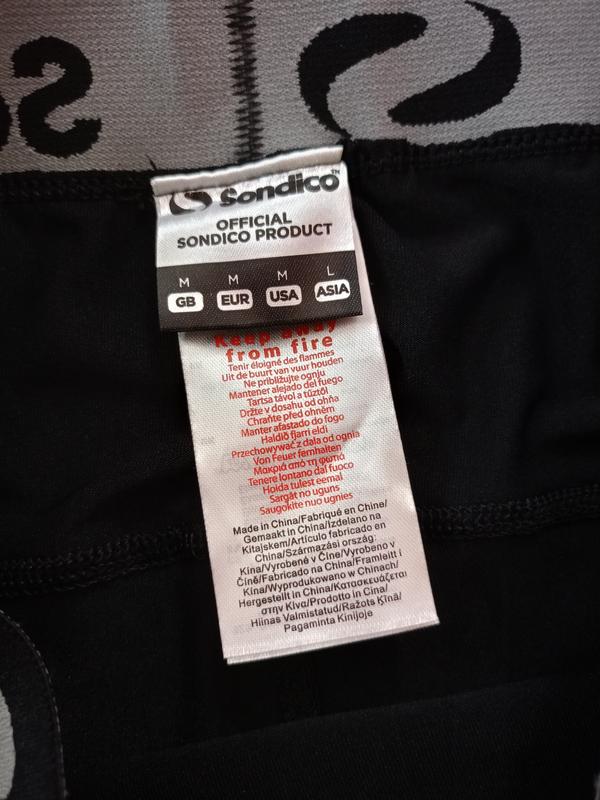 So
Sondico™
OFFICIAL
SONDICO PRODUCT
M M M L
GB EUR USA ASIA
Keep away
from fire
Tenir éloigné des flammes
Uit de buurt van vuur houden
Ne približujte ognju
Mantener alejado del fuego
Tartsa távol a tűztől
Držte v dosahu od ohňa
Chraňte před ohněm
Manter afastado do fogo
Haldið fjarri eldi
Przechowywać z dala od ognia
Von Feuer fernhalten
Μακριά από τη φωτιά
Tenere lontano dal fuoco
Hoida tulest eemal
Sargāt no uguns
Saugokite nuo ugnies
Made in China/Fabriqué en Chine/
Gemaakt in China/Izdelano na
Kitajskem/Artículo fabricado en
China/Származási ország:
Kína/Vyrobené v Číne/Vyrobeno v
Číně/Fabricado na China/Framleitt í
Kína/Wyprodukowano w Chinach/
Hergestellt in China/Κατασκευάζεται
στην Κίνα/Prodotto in Cina/
Hiinas Valmistatud/Ražots Ķīnā/
Pagaminta Kinijoje